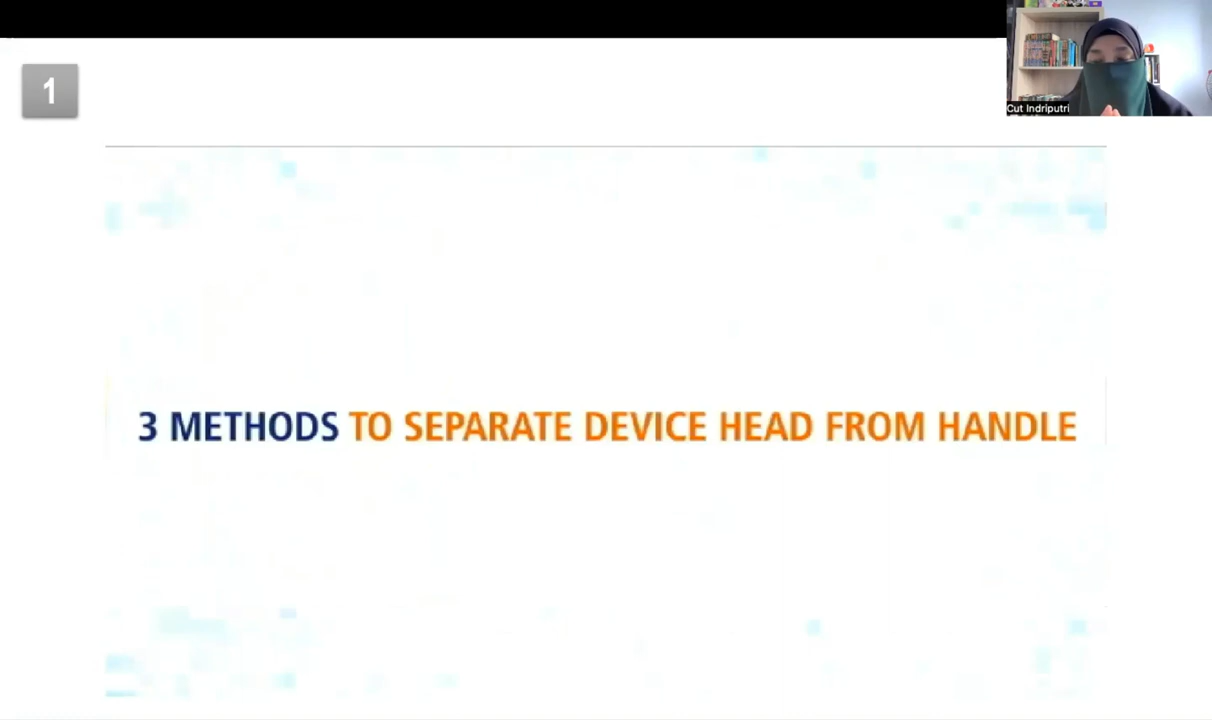 1
Cut Indriputri
3 METHODS TO SEPARATE DEVICE HEAD FROM HANDLE